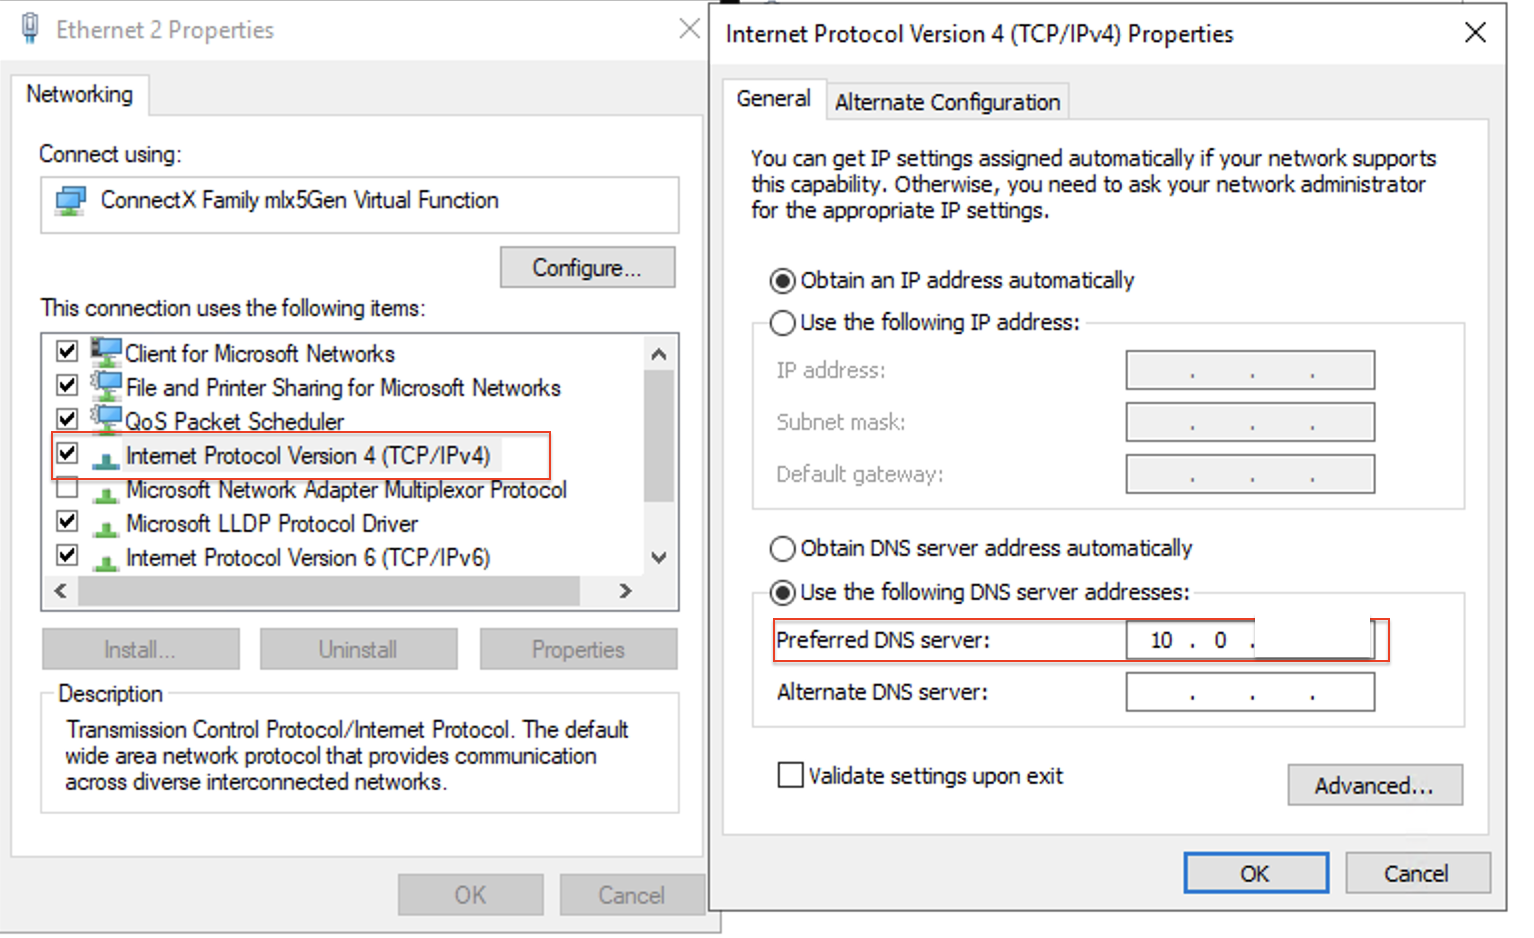 Ethernet 2 Properties
Networking
Connect using:
ConnectX Family mlx5Gen Virtual Function
Configure...
This connection uses the following items:
Client for Microsoft Networks
File and Printer Sharing for Microsoft Networks
QoS Packet Scheduler
Internet Protocol Version 4 (TCP/IPv4)
Microsoft Network Adapter Multiplexor Protocol
Microsoft LLDP Protocol Driver
Internet Protocol Version 6 (TCP/IPv6)
Install...
Uninstall
Properties
Description
Transmission Control Protocol/Internet Protocol. The default
wide area network protocol that provides communication
across diverse interconnected networks.
OK
Cancel
Internet Protocol Version 4 (TCP/IPv4) Properties
General
Alternate Configuration
You can get IP settings assigned automatically if your network supports
this capability. Otherwise, you need to ask your network administrator
for the appropriate IP settings.
Obtain an IP address automatically
Use the following IP address:
IP address: . . .
Subnet mask: . . .
Default gateway: . . .
Obtain DNS server address automatically
Use the following DNS server addresses:
Preferred DNS server: 10 . 0 .
Alternate DNS server: . . .
Validate settings upon exit
Advanced...
OK
Cancel